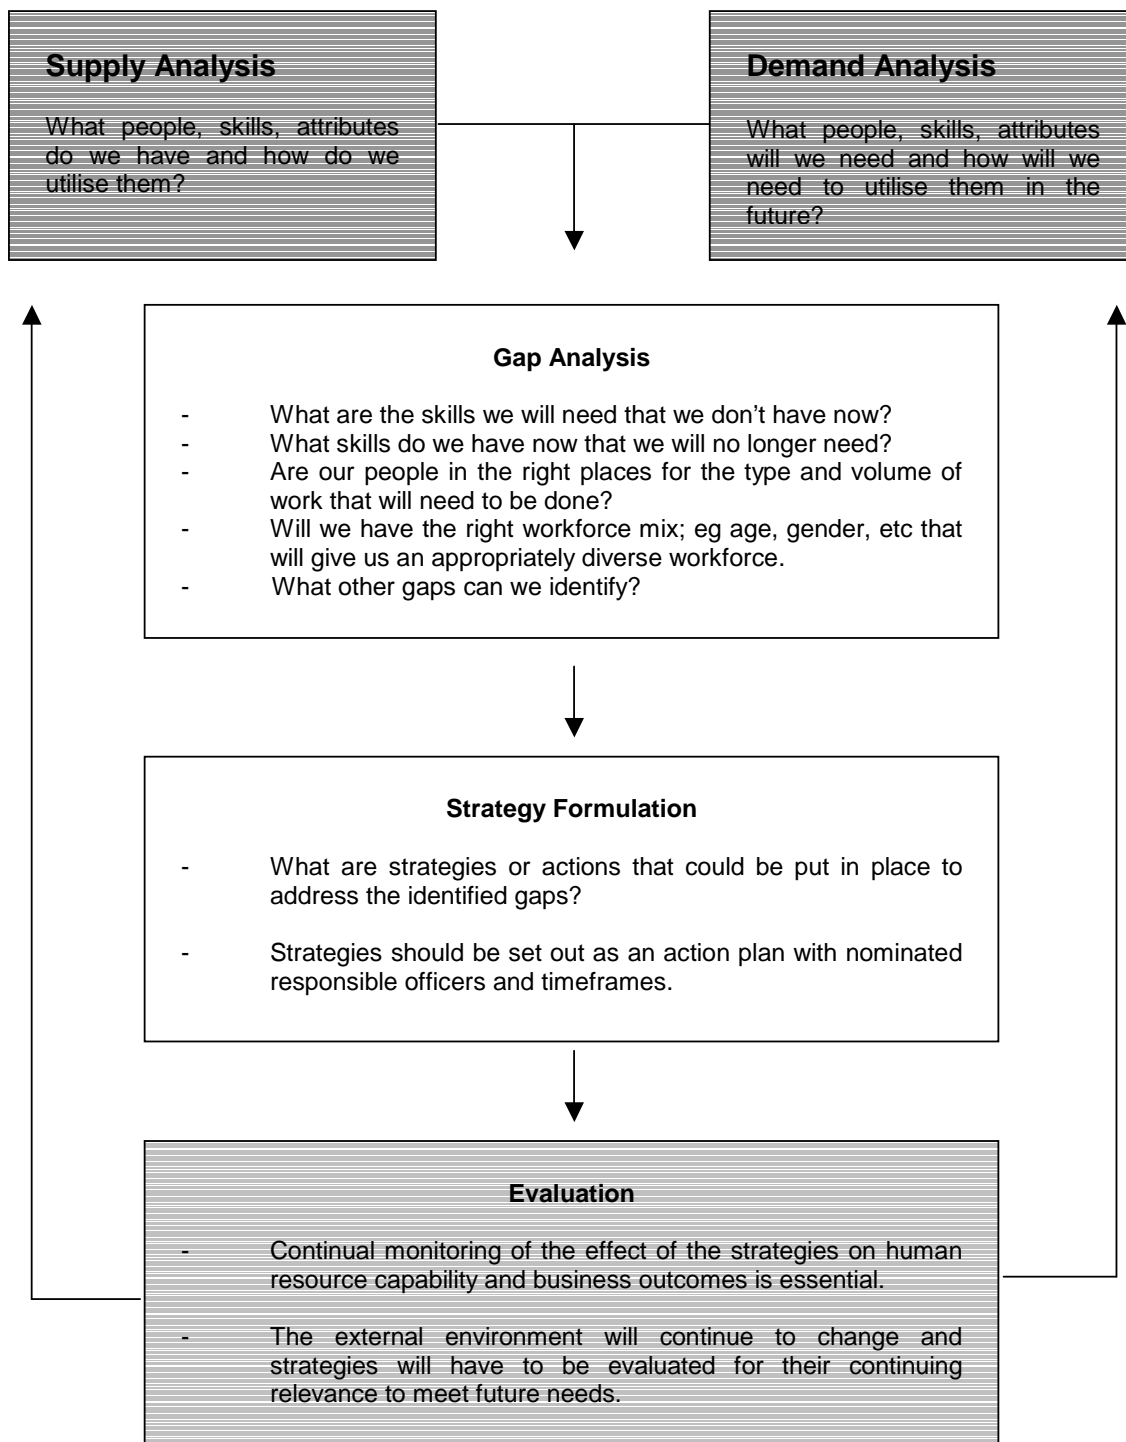 Supply Analysis
What people, skills, attributes
do we have and how do we
utilise them?
Demand Analysis
What people, skills, attributes
will we need and how will we
need to utilise them in the
future?
Gap Analysis
- What are the skills we will need that we don’t have now?
- What skills do we have now that we will no longer need?
- Are our people in the right places for the type and volume of
work that will need to be done?
- Will we have the right workforce mix; eg age, gender, etc that
will give us an appropriately diverse workforce.
- What other gaps can we identify?
Strategy Formulation
- What are strategies or actions that could be put in place to
address the identified gaps?
- Strategies should be set out as an action plan with nominated
responsible officers and timeframes.
Evaluation
- Continual monitoring of the effect of the strategies on human
resource capability and business outcomes is essential.
- The external environment will continue to change and
strategies will have to be evaluated for their continuing
relevance to meet future needs.